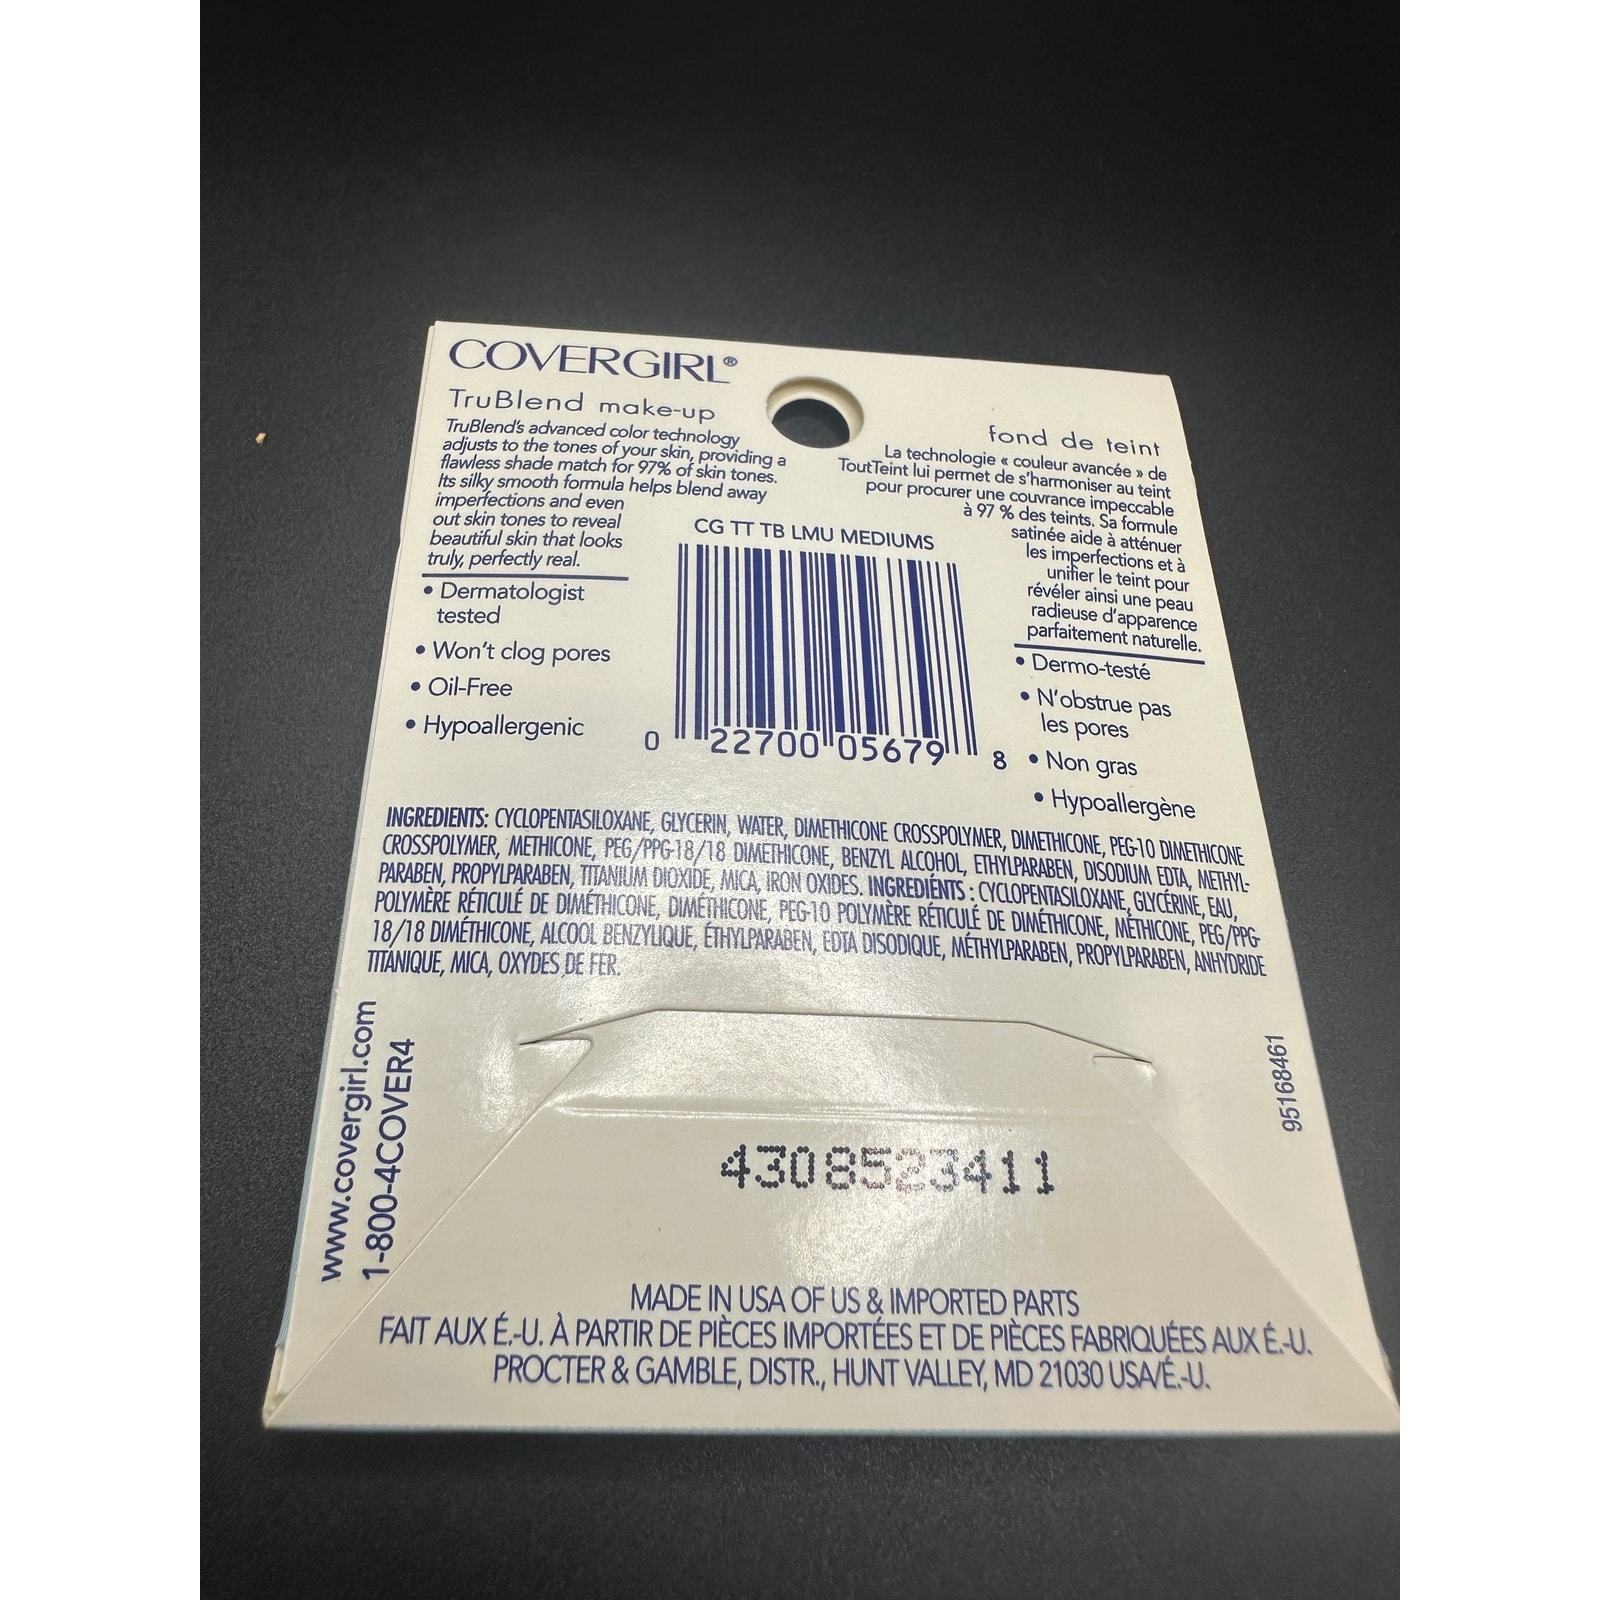 COVERGIRL®
TruBlend make-up
TruBlend's advanced color technology
adjusts to the tones of your skin, providing a
flawless shade match for 97% of skin tones.
Its silky smooth formula helps blend away
imperfections and even
out skin tones to reveal
beautiful skin that looks
truly, perfectly real.
• Dermatologist
tested
• Won't clog pores
• Oil-Free
• Hypoallergenic
CG TT TB LMU MEDIUMS
0 22700 05679 8
fond de teint
La technologie « couleur avancée » de
ToutTeint lui permet de s'harmoniser au teint
pour procurer une couvrance impeccable
à 97 % des teints. Sa formule
satinée aide à atténuer
les imperfections et à
unifier le teint pour
révéler ainsi une peau
radieuse d'apparence
parfaitement naturelle.
• Dermo-testé
• N'obstrue pas
les pores
• Non gras
• Hypoallergène
INGREDIENTS: CYCLOPENTASILOXANE, GLYCERIN, WATER, DIMETHICONE CROSSPOLYMER, DIMETHICONE, PEG-10 DIMETHICONE
CROSSPOLYMER, METHICONE, PEG/PPG-18/18 DIMETHICONE, BENZYL ALCOHOL, ETHYLPARABEN, DISODIUM EDTA, METHYL-
PARABEN, PROPYLPARABEN, TITANIUM DIOXIDE, MICA, IRON OXIDES. INGREDIÉNTS : CYCLOPENTASILOXANE, GLYCÉRINE, EAU,
POLYMÈRE RÉTICULÉ DE DIMÉTHICONE, DIMÉTHICONE, PEG-10 POLYMÈRE RÉTICULÉ DE DIMÉTHICONE, MÉTHICONE, PEG/PPG-
18/18 DIMÉTHICONE, ALCOOL BENZYLIQUE, ÉTHYLPARABEN, EDTA DISODIQUE, MÉTHYLPARABEN, PROPYLPARABEN, ANHYDRIDE
TITANIQUE, MICA, OXYDES DE FER.
www.covergirl.com
1-800-4COVER4
95168461
4308523411
MADE IN USA OF US & IMPORTED PARTS
FAIT AUX É.-U. À PARTIR DE PIÈCES IMPORTÉES ET DE PIÈCES FABRIQUÉES AUX É.-U.
PROCTER & GAMBLE, DISTR., HUNT VALLEY, MD 21030 USA/É.-U.